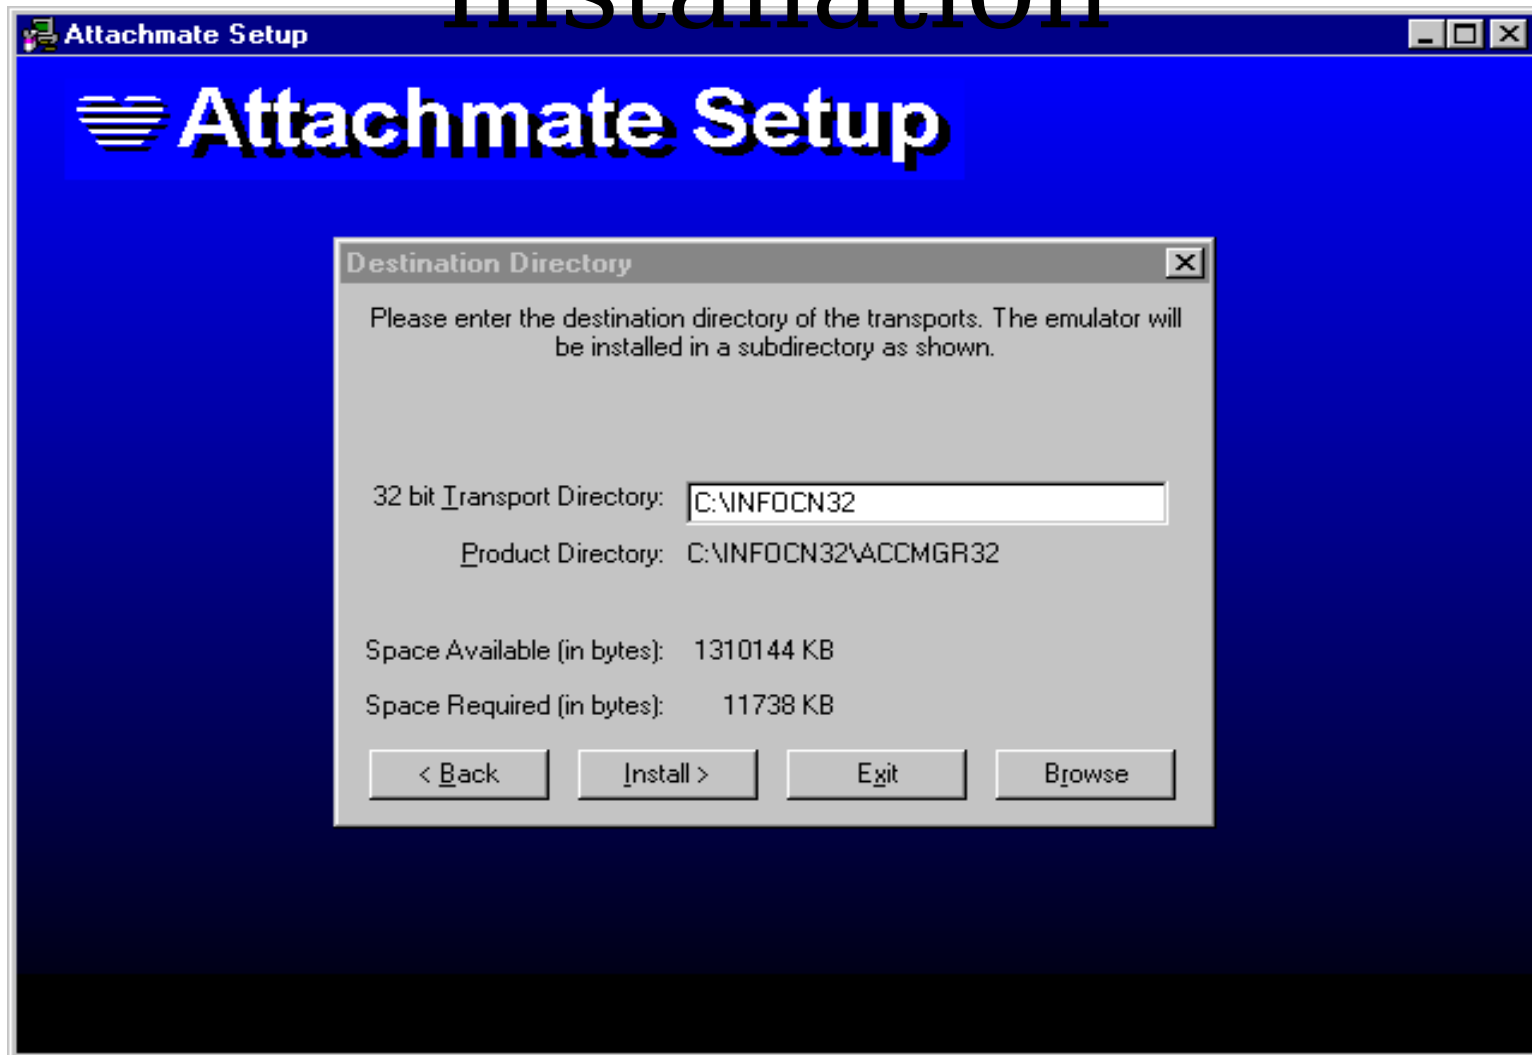 Installation
Attachmate Setup
Attachmate Setup
Destination Directory
Please enter the destination directory of the transports. The emulator will
be installed in a subdirectory as shown.
32 bit Transport Directory: C:\INFOCN32
Product Directory: C:\INFOCN32\ACCMGR32
Space Available (in bytes): 1310144 KB
Space Required (in bytes): 11738 KB
< Back Install > Exit Browse